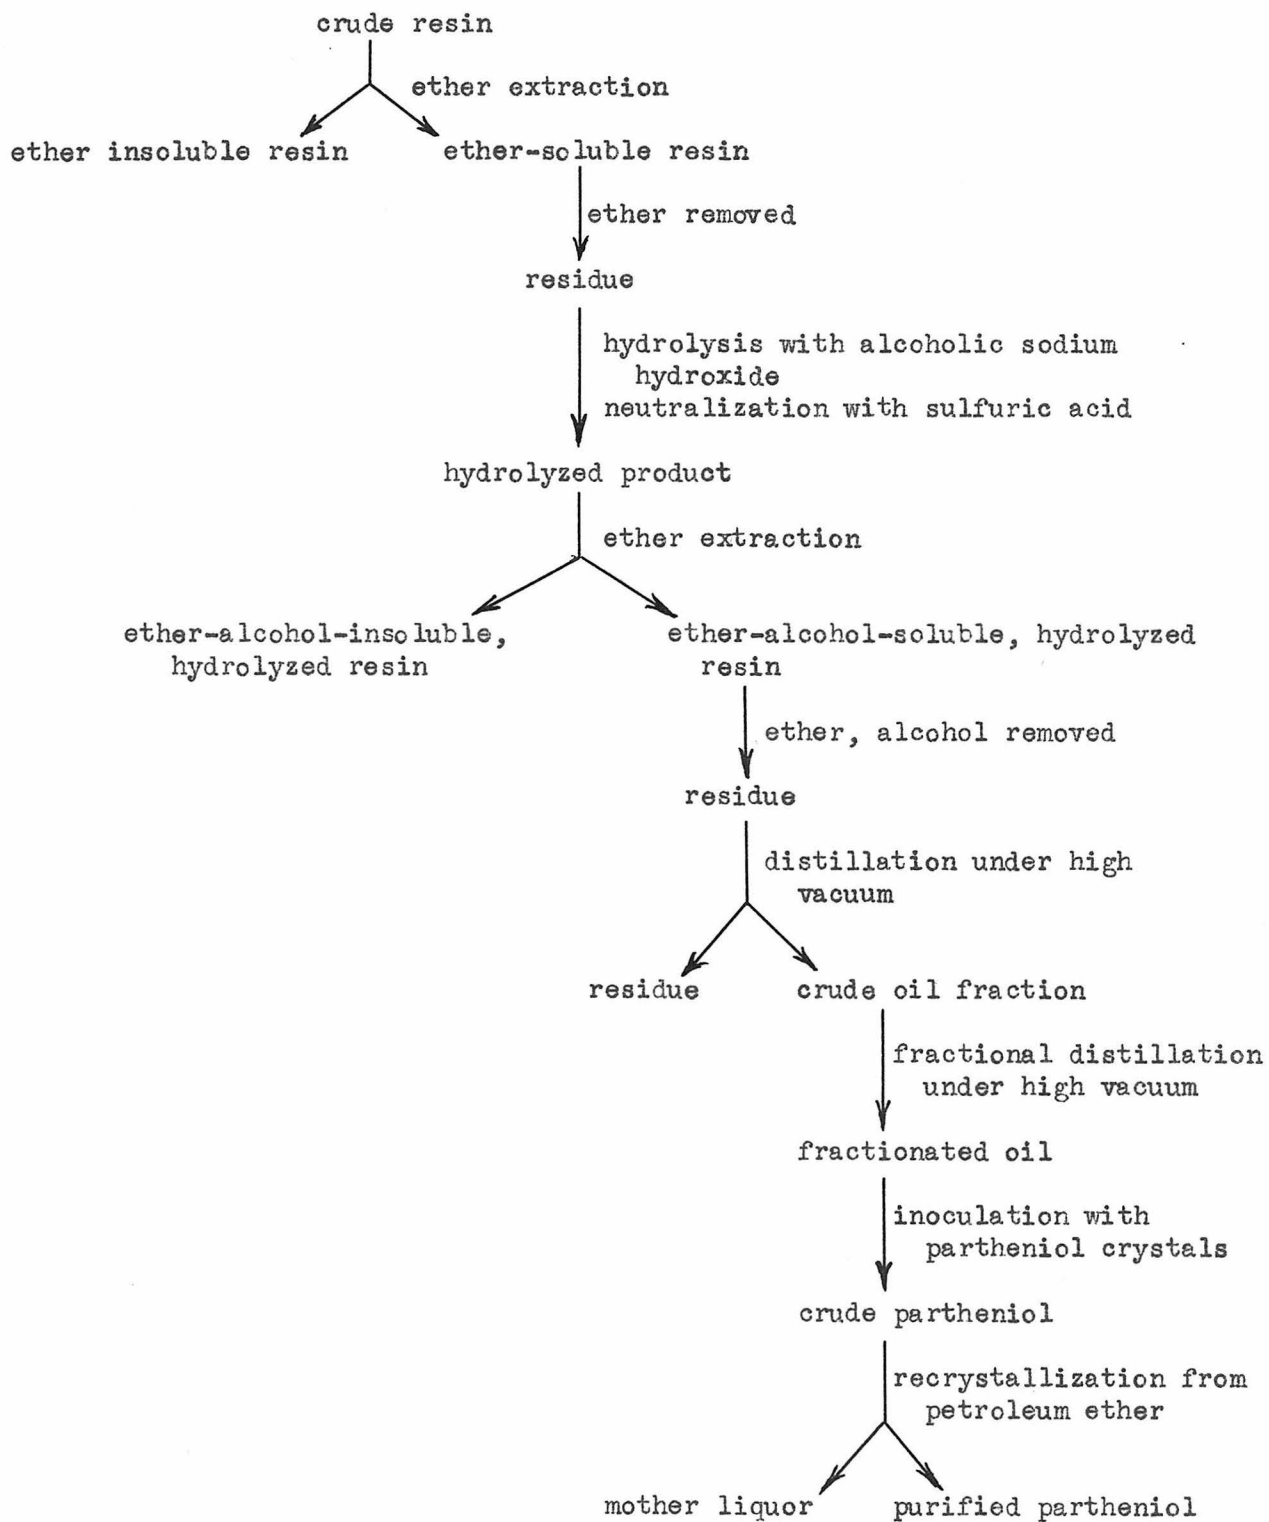 crude resin
ether extraction
ether insoluble resin
ether-soluble resin
ether removed
residue
hydrolysis with alcoholic sodium
hydroxide
neutralization with sulfuric acid
hydrolyzed product
ether extraction
ether-alcohol-insoluble,
hydrolyzed resin
ether-alcohol-soluble, hydrolyzed
resin
ether, alcohol removed
residue
distillation under high
vacuum
residue
crude oil fraction
fractional distillation
under high vacuum
fractionated oil
inoculation with
partheniol crystals
crude partheniol
recrystallization from
petroleum ether
mother liquor
purified partheniol